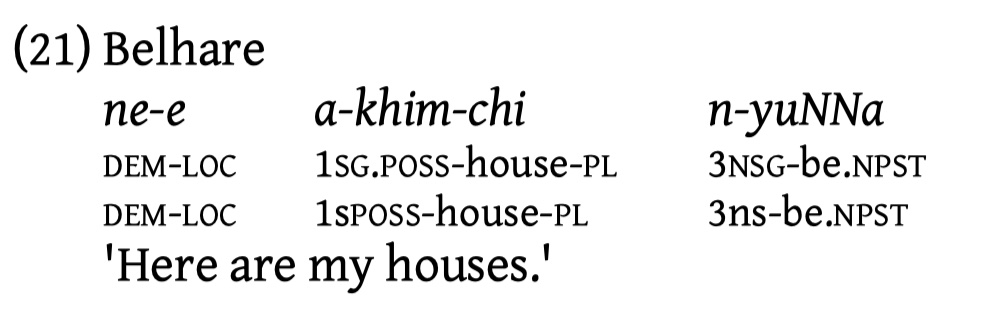 (21) Belhare
ne-e a-khim-chi n-yuNNa
DEM-LOC 1SG.POSS-house-PL 3NSG-be.NPST
DEM-LOC 1sPOSS-house-PL 3ns-be.NPST
'Here are my houses.'